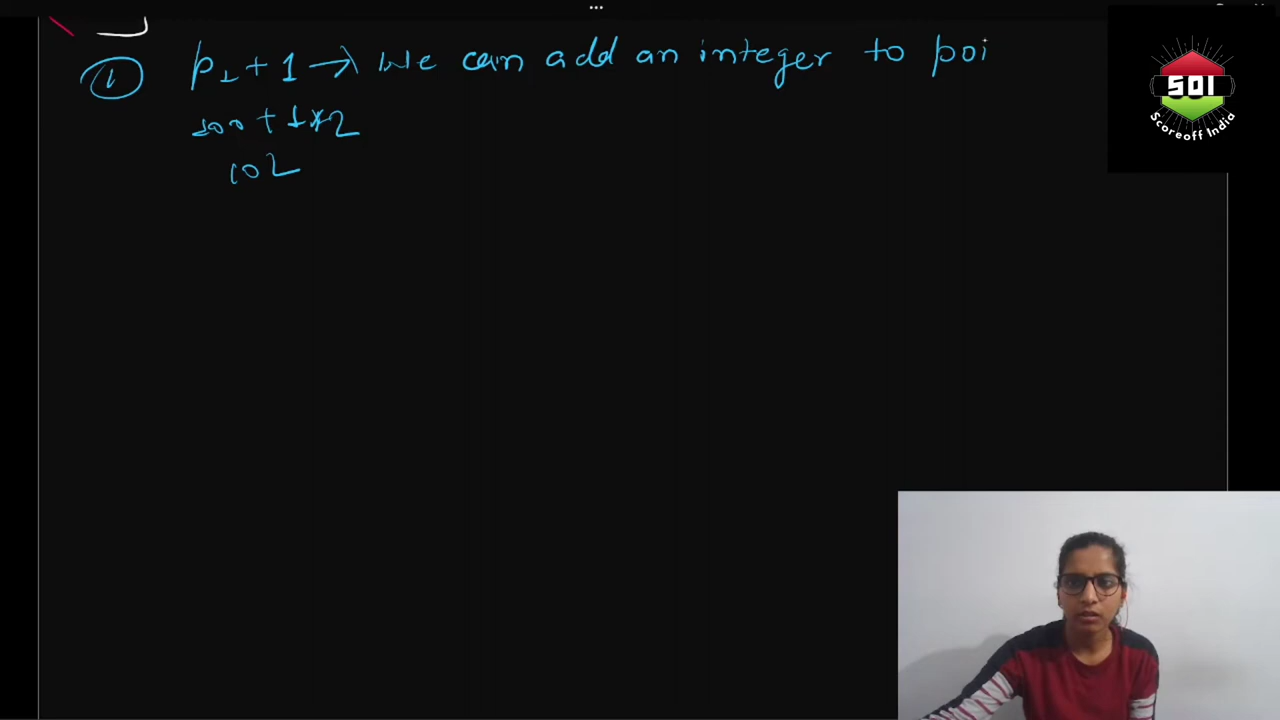 ① p1 + 1 → We can add an integer to poi
100 + 1*2
102
SOI
Scoreoff India